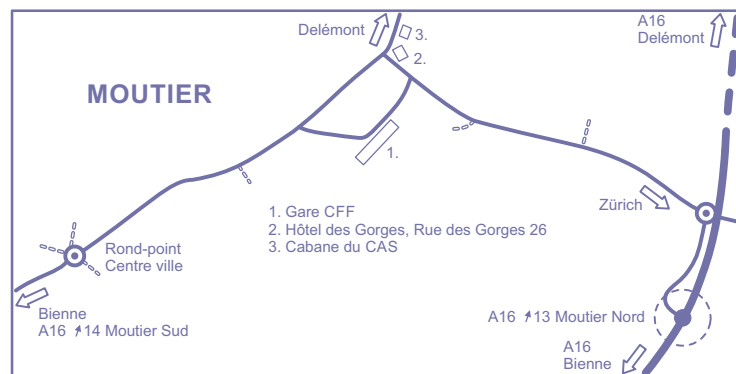 Delémont
3.
2.
A16
Delémont
MOUTIER
1.
Zürich
1. Gare CFF
2. Hôtel des Gorges, Rue des Gorges 26
3. Cabane du CAS
Rond-point
Centre ville
Bienne
A16 13 Moutier Nord
A16 14 Moutier Sud
A16
Bienne